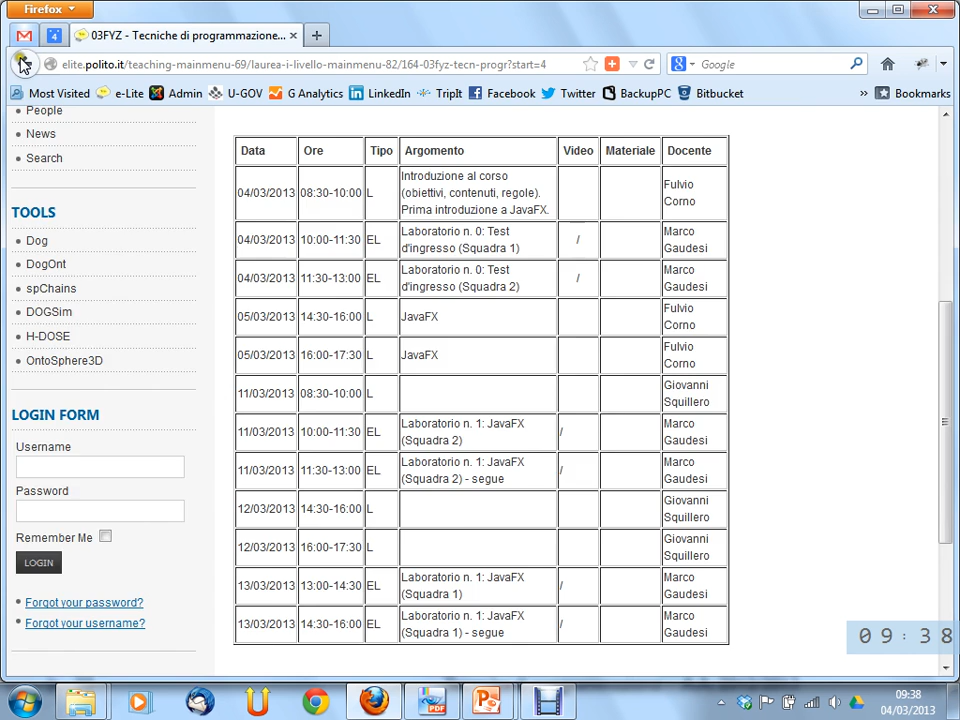 Firefox
4
03FYZ - Tecniche di programmazione...
elite.polito.it/teaching-mainmenu-69/laurea-i-livello-mainmenu-82/164-03fyz-tecn-progr?start=4
Google
Most Visited e-Lite Admin U-GOV G Analytics LinkedIn TripIt Facebook Twitter BackupPC Bitbucket » Bookmarks
People
News
Search
TOOLS
Dog
DogOnt
spChains
DOGSim
H-DOSE
OntoSphere3D
LOGIN FORM
Username
Password
Remember Me
LOGIN
Forgot your password?
Forgot your username?
Data Ore Tipo Argomento Video Materiale Docente
Introduzione al corso
(obiettivi, contenuti, regole).
Prima introduzione a JavaFX.
04/03/2013 08:30-10:00 L
Fulvio
Corno
04/03/2013 10:00-11:30 EL
Laboratorio n. 0: Test
d'ingresso (Squadra 1)
/
Marco
Gaudesi
04/03/2013 11:30-13:00 EL
Laboratorio n. 0: Test
d'ingresso (Squadra 2)
/
Marco
Gaudesi
05/03/2013 14:30-16:00 L JavaFX
Fulvio
Corno
05/03/2013 16:00-17:30 L JavaFX
Fulvio
Corno
11/03/2013 08:30-10:00 L
Giovanni
Squillero
11/03/2013 10:00-11:30 EL
Laboratorio n. 1: JavaFX
(Squadra 2)
/
Marco
Gaudesi
11/03/2013 11:30-13:00 EL
Laboratorio n. 1: JavaFX
(Squadra 2) - segue
/
Marco
Gaudesi
12/03/2013 14:30-16:00 L
Giovanni
Squillero
12/03/2013 16:00-17:30 L
Giovanni
Squillero
13/03/2013 13:00-14:30 EL
Laboratorio n. 1: JavaFX
(Squadra 1)
/
Marco
Gaudesi
13/03/2013 14:30-16:00 EL
Laboratorio n. 1: JavaFX
(Squadra 1) - segue
/
Marco
Gaudesi
09:38
PDF
09:38
04/03/2013